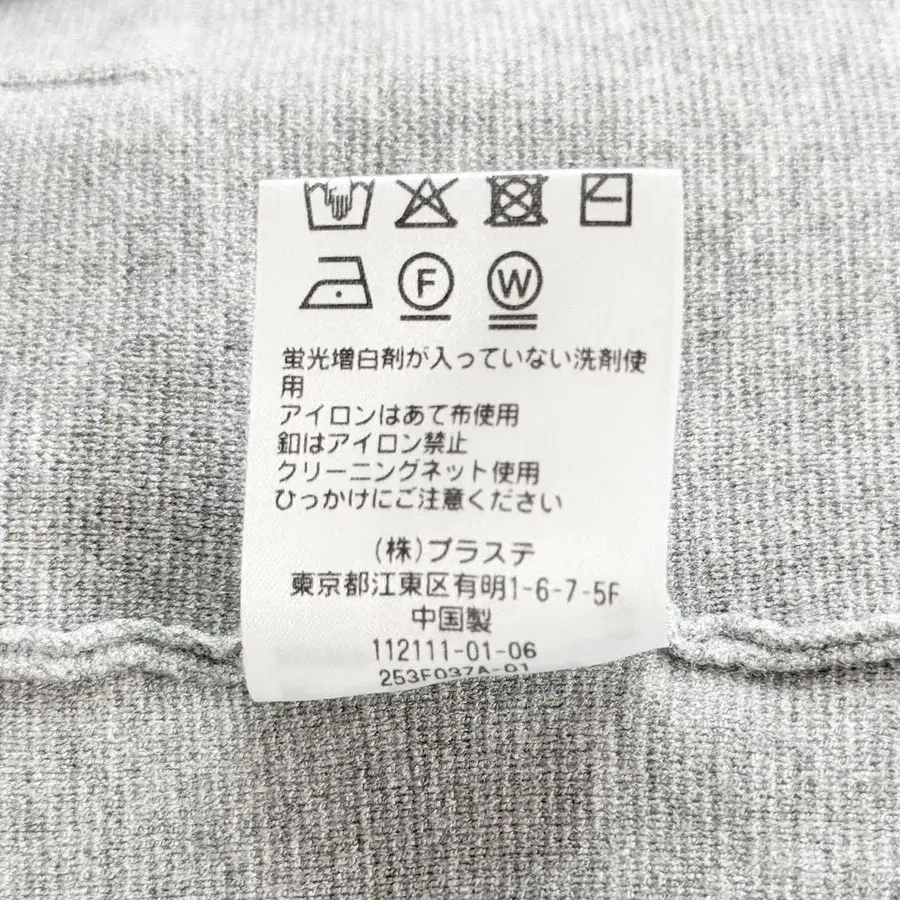 F W
蛍光増白剤が入っていない洗剤使
用
アイロンはあて布使用
釦はアイロン禁止
クリーニングネット使用
ひっかけにご注意ください
(株)プラステ
東京都江東区有明1-6-7-5F
中国製
112111-01-06
253F037A-01